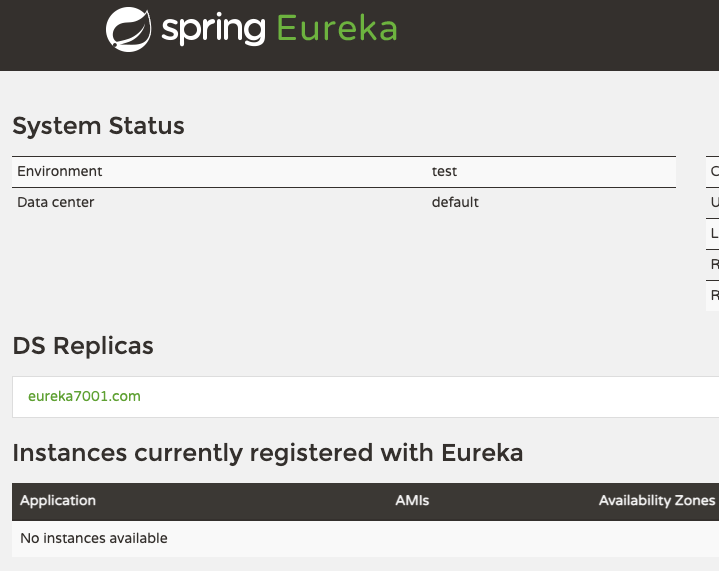 spring Eureka
System Status
Environment test
Data center default
C
U
L
R
R
DS Replicas
eureka7001.com
Instances currently registered with Eureka
Application AMIs Availability Zones
No instances available